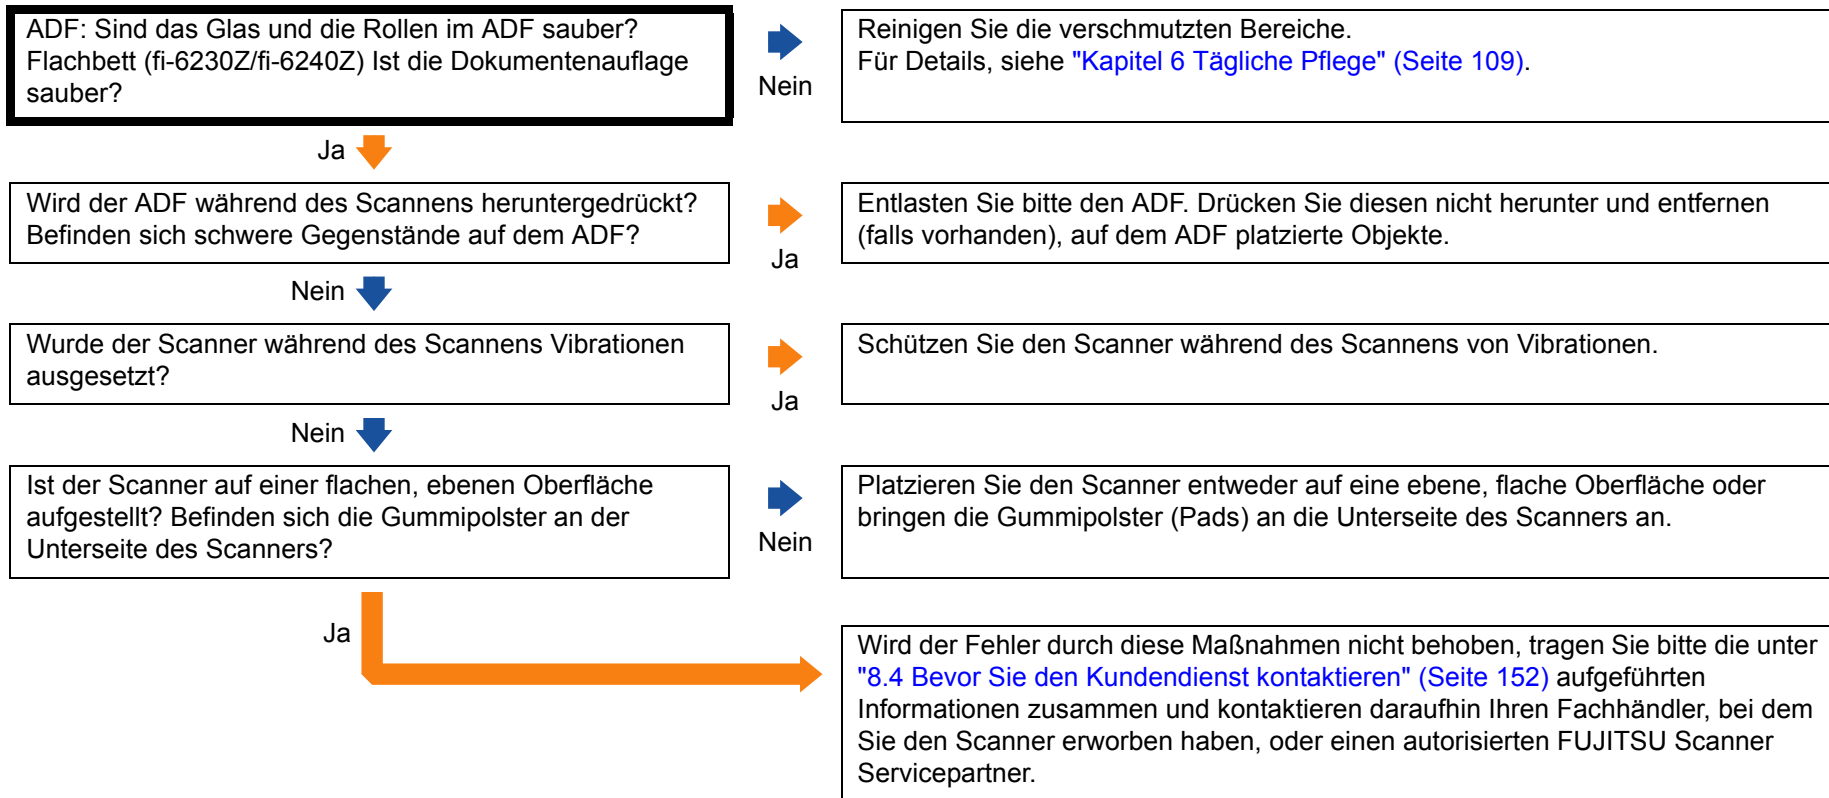 ADF: Sind das Glas und die Rollen im ADF sauber?
Flachbett (fi-6230Z/fi-6240Z) Ist die Dokumentenauflage
sauber?
Nein
Reinigen Sie die verschmutzten Bereiche.
Für Details, siehe "Kapitel 6 Tägliche Pflege" (Seite 109).
Ja
Wird der ADF während des Scannens heruntergedrückt?
Befinden sich schwere Gegenstände auf dem ADF?
Ja
Entlasten Sie bitte den ADF. Drücken Sie diesen nicht herunter und entfernen
(falls vorhanden), auf dem ADF platzierte Objekte.
Nein
Wurde der Scanner während des Scannens Vibrationen
ausgesetzt?
Ja
Schützen Sie den Scanner während des Scannens von Vibrationen.
Nein
Ist der Scanner auf einer flachen, ebenen Oberfläche
aufgestellt? Befinden sich die Gummipolster an der
Unterseite des Scanners?
Nein
Platzieren Sie den Scanner entweder auf eine ebene, flache Oberfläche oder
bringen die Gummipolster (Pads) an die Unterseite des Scanners an.
Ja
Wird der Fehler durch diese Maßnahmen nicht behoben, tragen Sie bitte die unter
"8.4 Bevor Sie den Kundendienst kontaktieren" (Seite 152) aufgeführten
Informationen zusammen und kontaktieren daraufhin Ihren Fachhändler, bei dem
Sie den Scanner erworben haben, oder einen autorisierten FUJITSU Scanner
Servicepartner.